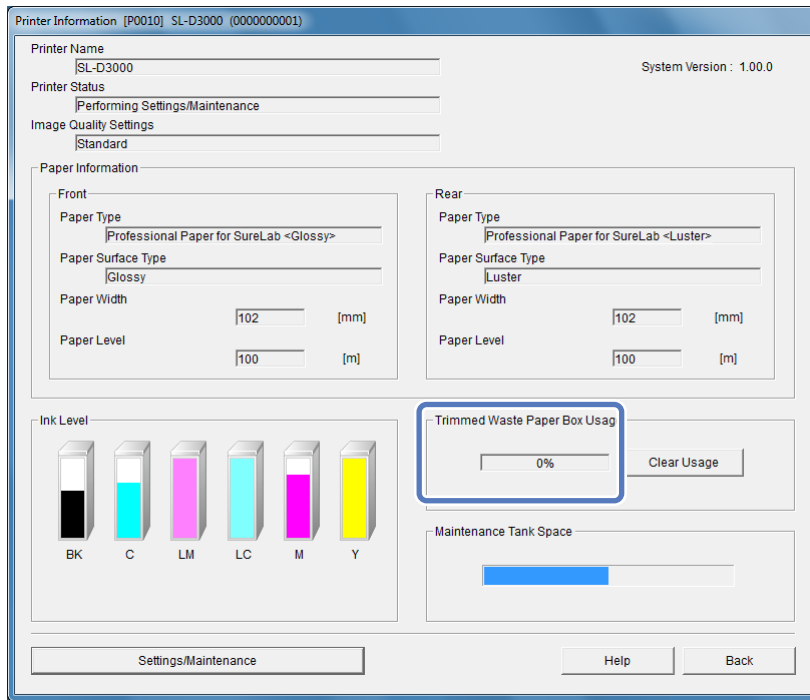 Printer Information [P0010] SL-D3000 (0000000001)
Printer Name
SL-D3000
System Version : 1.00.0
Printer Status
Performing Settings/Maintenance
Image Quality Settings
Standard
Paper Information
Front
Paper Type
Professional Paper for SureLab <Glossy>
Paper Surface Type
Glossy
Paper Width
102 [mm]
Paper Level
100 [m]
Rear
Paper Type
Professional Paper for SureLab <Luster>
Paper Surface Type
Luster
Paper Width
102 [mm]
Paper Level
100 [m]
Ink Level
BK C LM LC M Y
Trimmed Waste Paper Box Usag
0% Clear Usage
Maintenance Tank Space
Settings/Maintenance Help Back